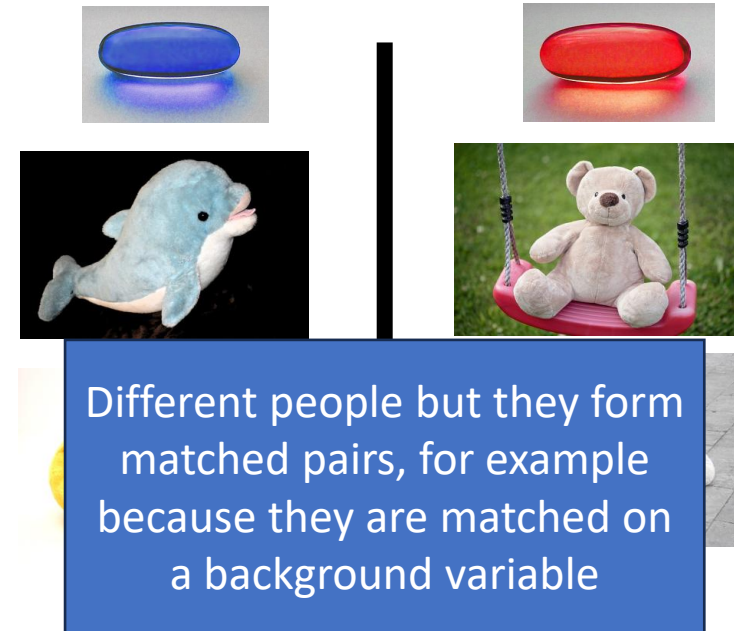 Different people but they form
matched pairs, for example
because they are matched on
a background variable